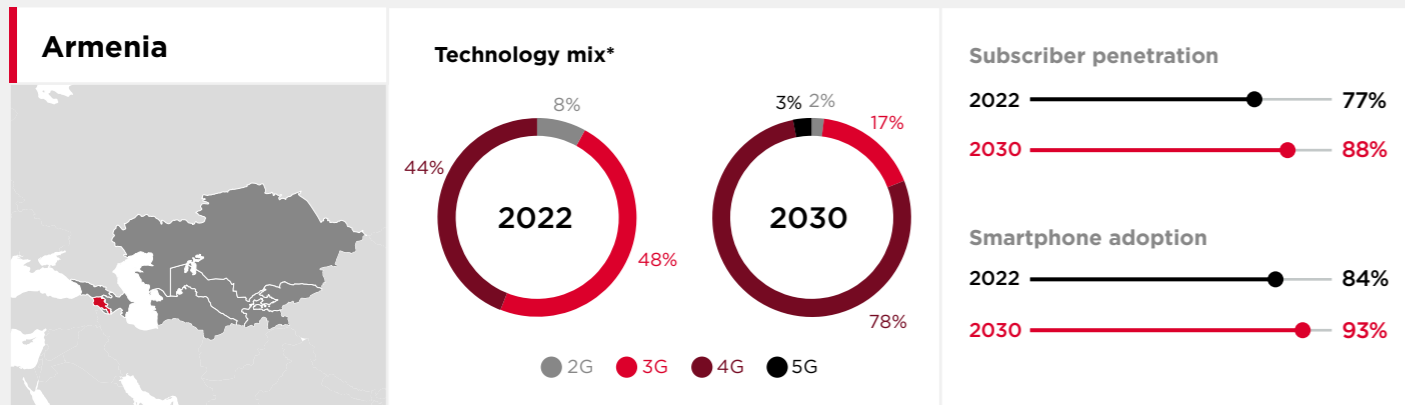 Armenia
Technology mix*
8%
44%
2022
48%
3%
2%
17%
2030
78%
2G
3G
4G
5G
Subscriber penetration
2022
77%
2030
88%
Smartphone adoption
2022
84%
2030
93%